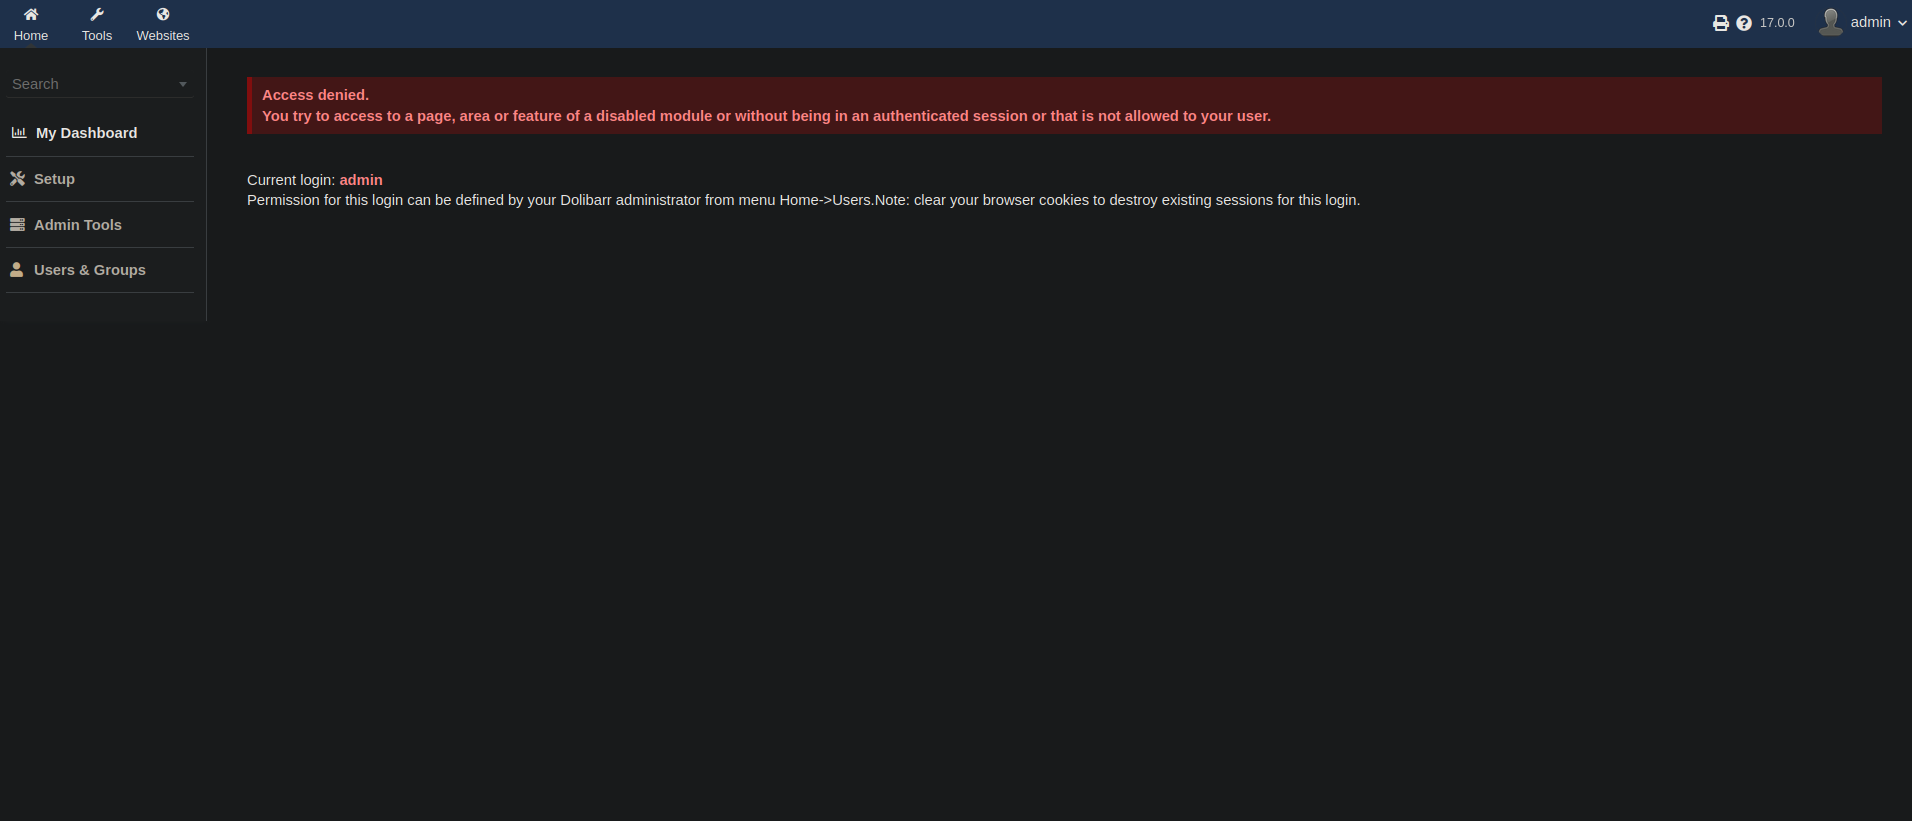 Home
Tools
Websites
17.0.0
admin
Search
My Dashboard
Setup
Admin Tools
Users & Groups
Access denied.
You try to access to a page, area or feature of a disabled module or without being in an authenticated session or that is not allowed to your user.
Current login: admin
Permission for this login can be defined by your Dolibarr administrator from menu Home->Users.Note: clear your browser cookies to destroy existing sessions for this login.